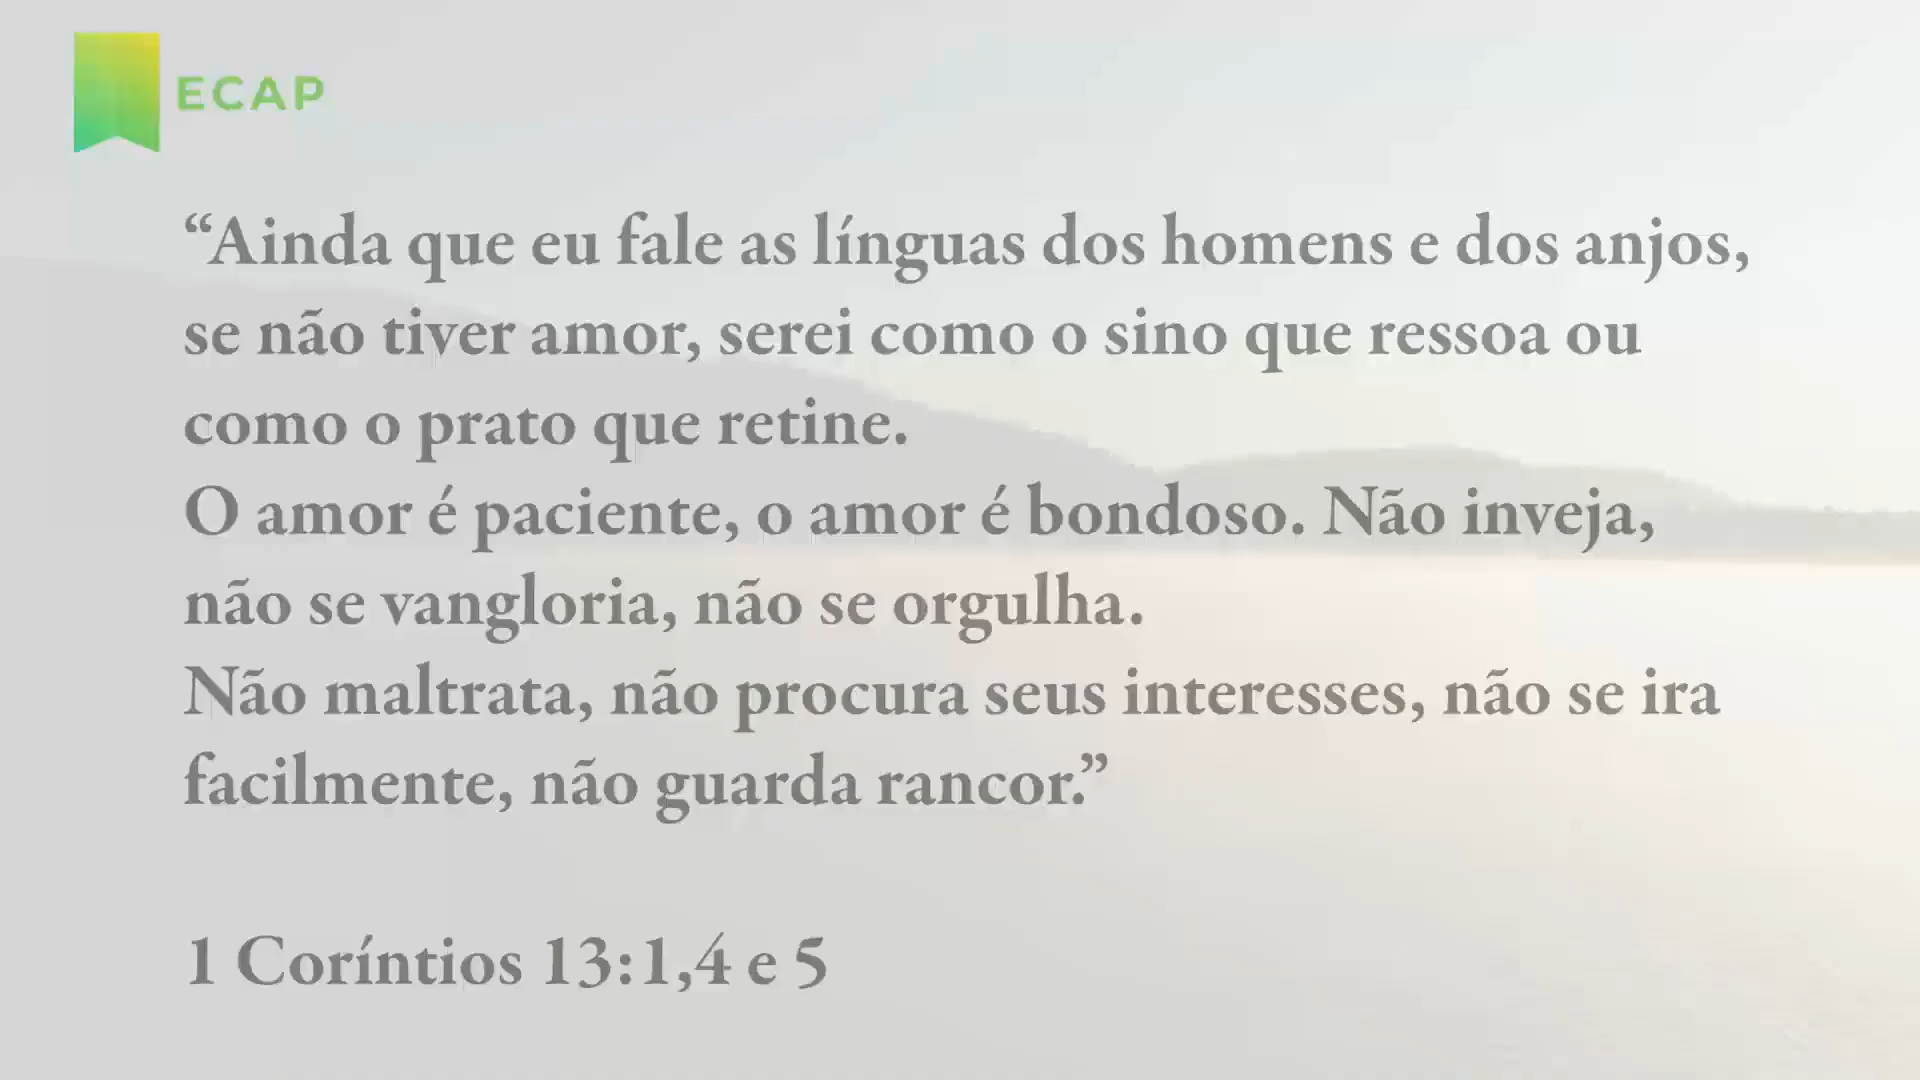 ECAP
“Ainda que eu fale as línguas dos homens e dos anjos,
se não tiver amor, serei como o sino que ressoa ou
como o prato que retine.
O amor é paciente, o amor é bondoso. Não inveja,
não se vangloria, não se orgulha.
Não maltrata, não procura seus interesses, não se ira
facilmente, não guarda rancor.”
1 Coríntios 13:1,4 e 5